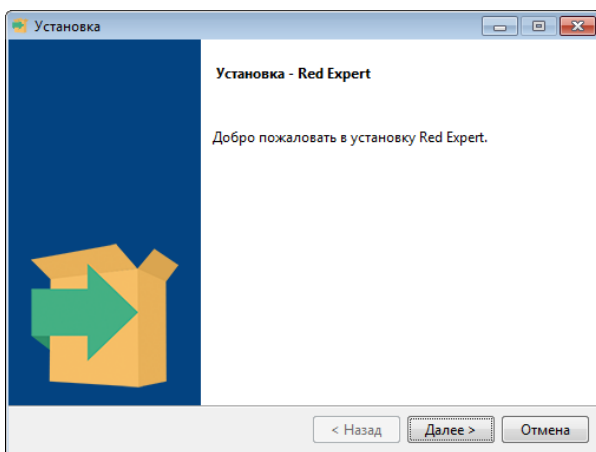 Установка
Установка - Red Expert
Добро пожаловать в установку Red Expert.
< Назад
Далее >
Отмена